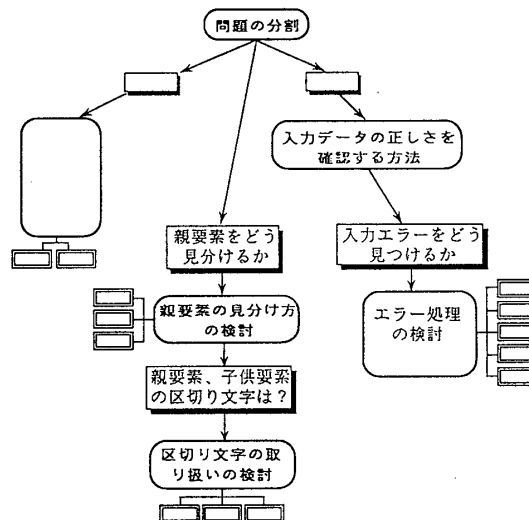 問題の分割
入力データの正しさを
確認する方法
親要素をどう
見分けるか
入力エラーをどう
見つけるか
親要素の見分け方
の検討
エラー処理
の検討
親要素、子供要素
の区切り文字は?
区切り文字の取
り扱いの検討